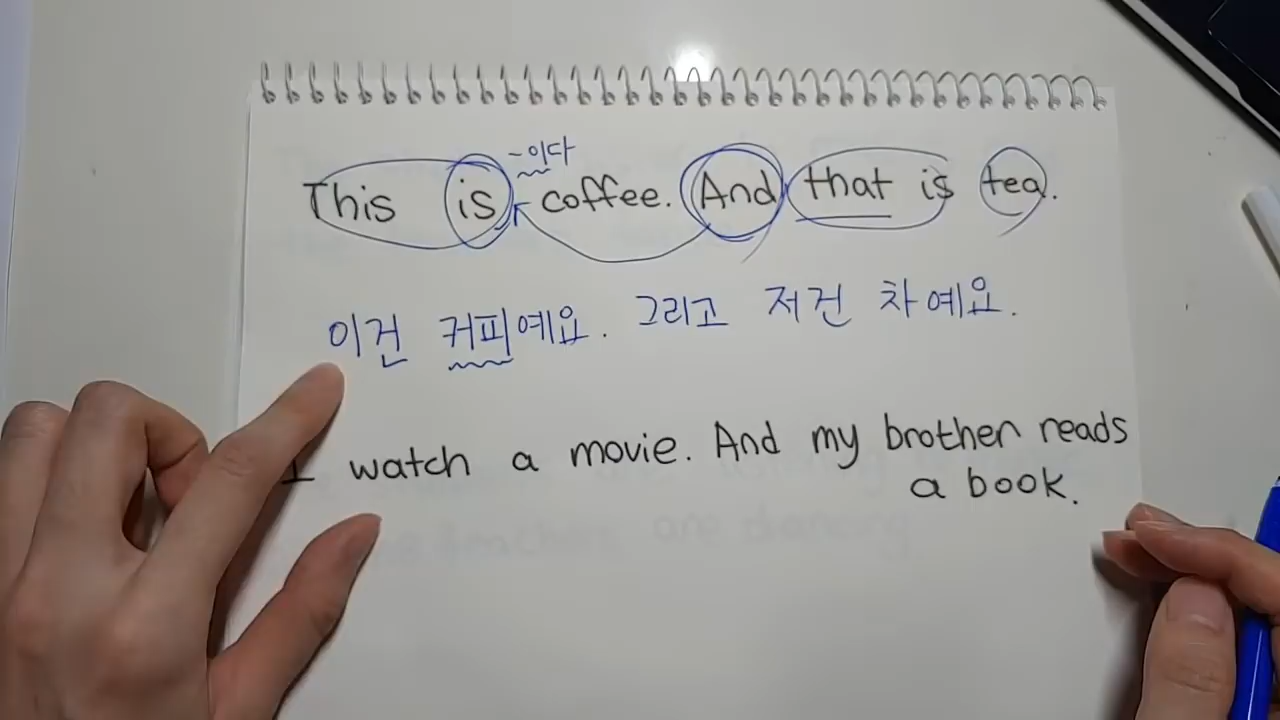 -이다
This is coffee. And that is tea.
이건 커피예요. 그리고 저건 차예요.
I watch a movie. And my brother reads
a book.